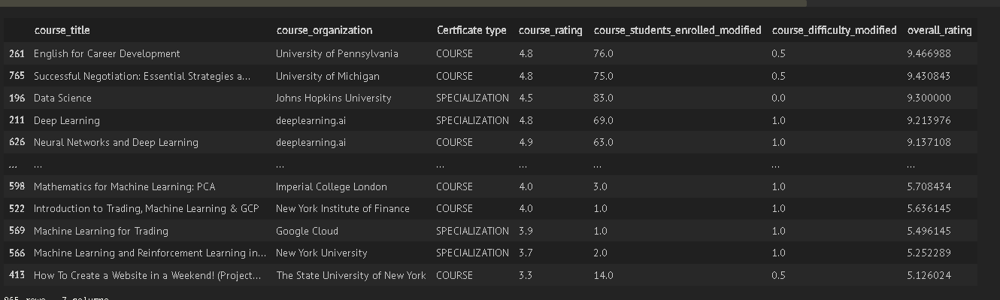 course_title course_organization Certficate type course_rating course_students_enrolled_modified course_difficulty_modified overall_rating
261 English for Career Development University of Pennsylvania COURSE 4.8 76.0 0.5 9.466988
765 Successful Negotiation: Essential Strategies a... University of Michigan COURSE 4.8 75.0 0.5 9.430843
196 Data Science Johns Hopkins University SPECIALIZATION 4.5 83.0 0.0 9.300000
211 Deep Learning deeplearning.ai SPECIALIZATION 4.8 69.0 1.0 9.213976
626 Neural Networks and Deep Learning deeplearning.ai COURSE 4.9 63.0 1.0 9.137108
... ... ... ... ... ... ... ...
598 Mathematics for Machine Learning: PCA Imperial College London COURSE 4.0 3.0 1.0 5.708434
522 Introduction to Trading, Machine Learning & GCP New York Institute of Finance COURSE 4.0 1.0 1.0 5.636145
569 Machine Learning for Trading Google Cloud SPECIALIZATION 3.9 1.0 1.0 5.496145
566 Machine Learning and Reinforcement Learning in... New York University SPECIALIZATION 3.7 2.0 1.0 5.252289
413 How To Create a Website in a Weekend! (Project... The State University of New York COURSE 3.3 14.0 0.5 5.126024